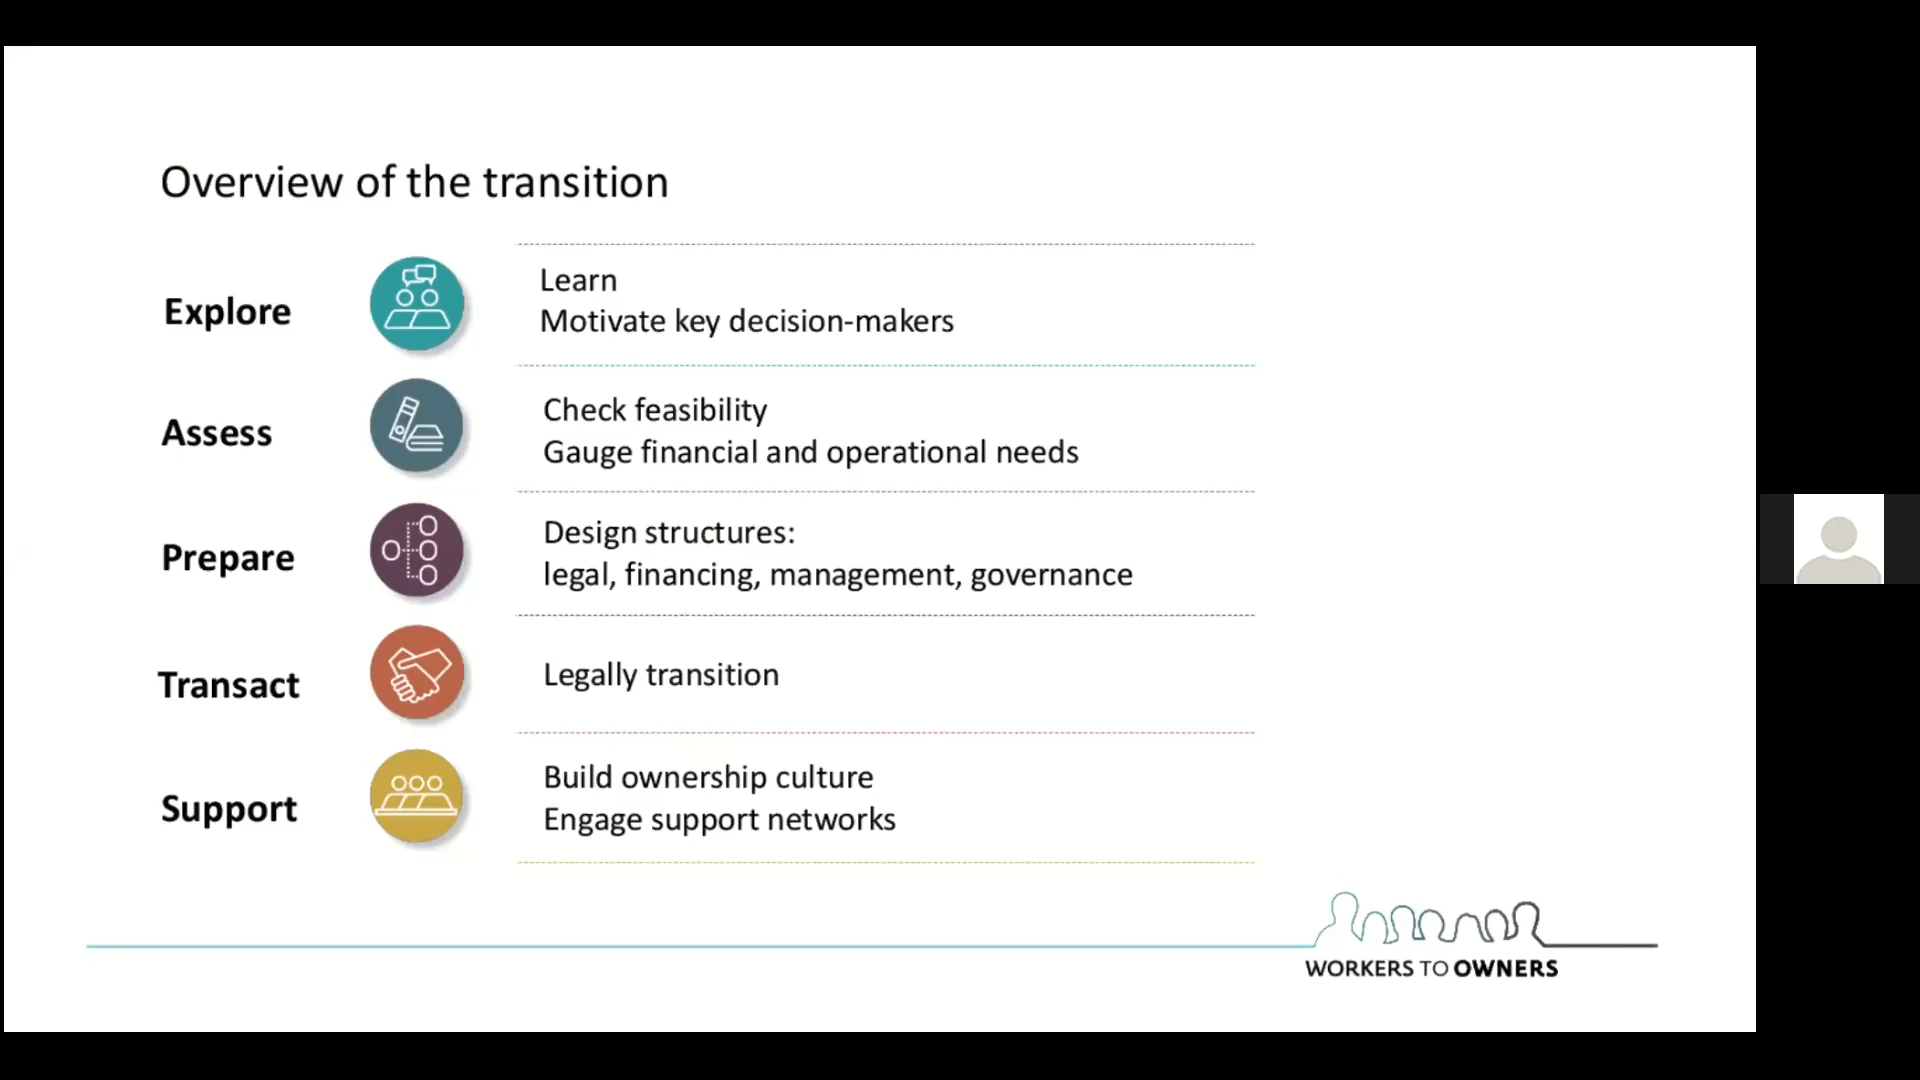 Overview of the transition
Explore
Learn
Motivate key decision-makers
Assess
Check feasibility
Gauge financial and operational needs
Prepare
Design structures:
legal, financing, management, governance
Transact
Legally transition
Support
Build ownership culture
Engage support networks
WORKERS TO OWNERS